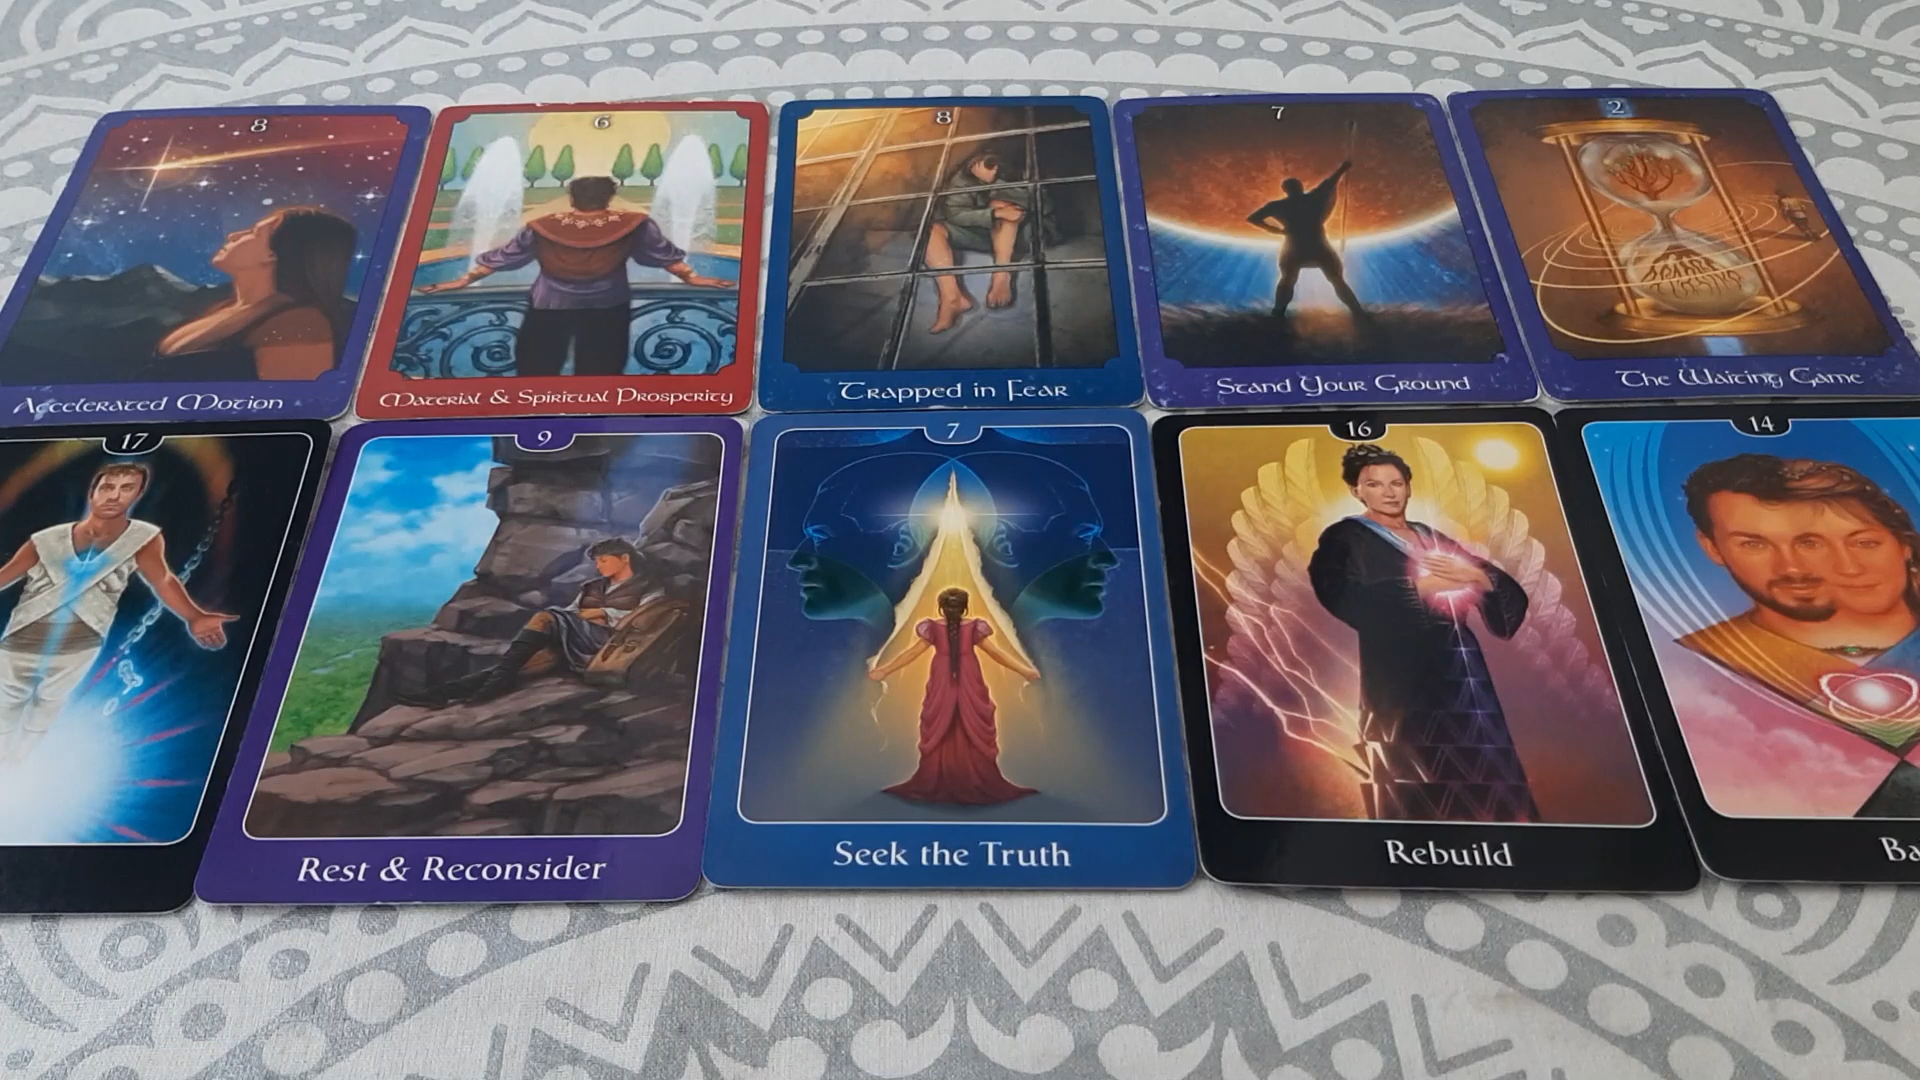 8
Accelerated Motion
6
Material & Spiritual Prosperity
8
Trapped in Fear
7
Stand Your Ground
2
The Waiting Game
17
9
Rest & Reconsider
7
Seek the Truth
16
Rebuild
14
Ba